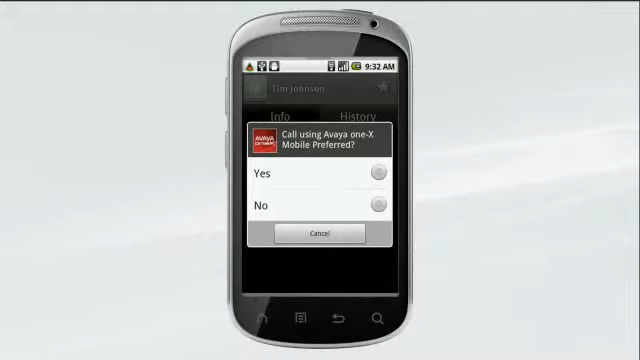 9:32 AM
Tim Johnson
Info History
AVAYA
Call using Avaya one-X
Mobile Preferred?
Yes
No
Cancel